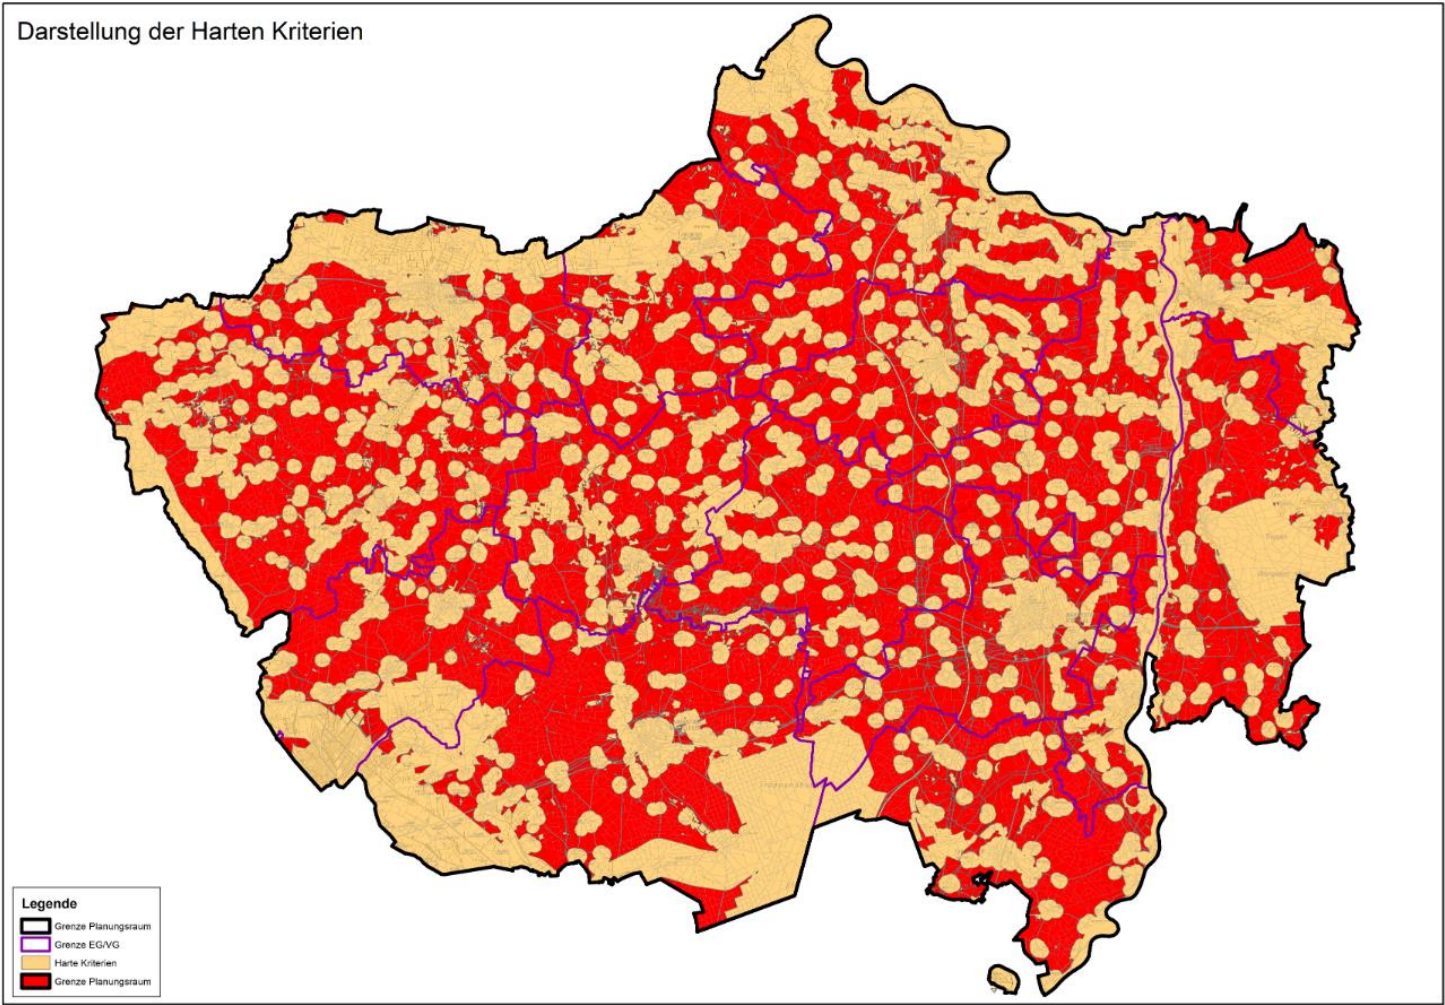 Darstellung der Harten Kriterien
Legende
Grenze Planungsraum
Grenze EG/VG
Harte Kriterien
Grenze Planungsraum